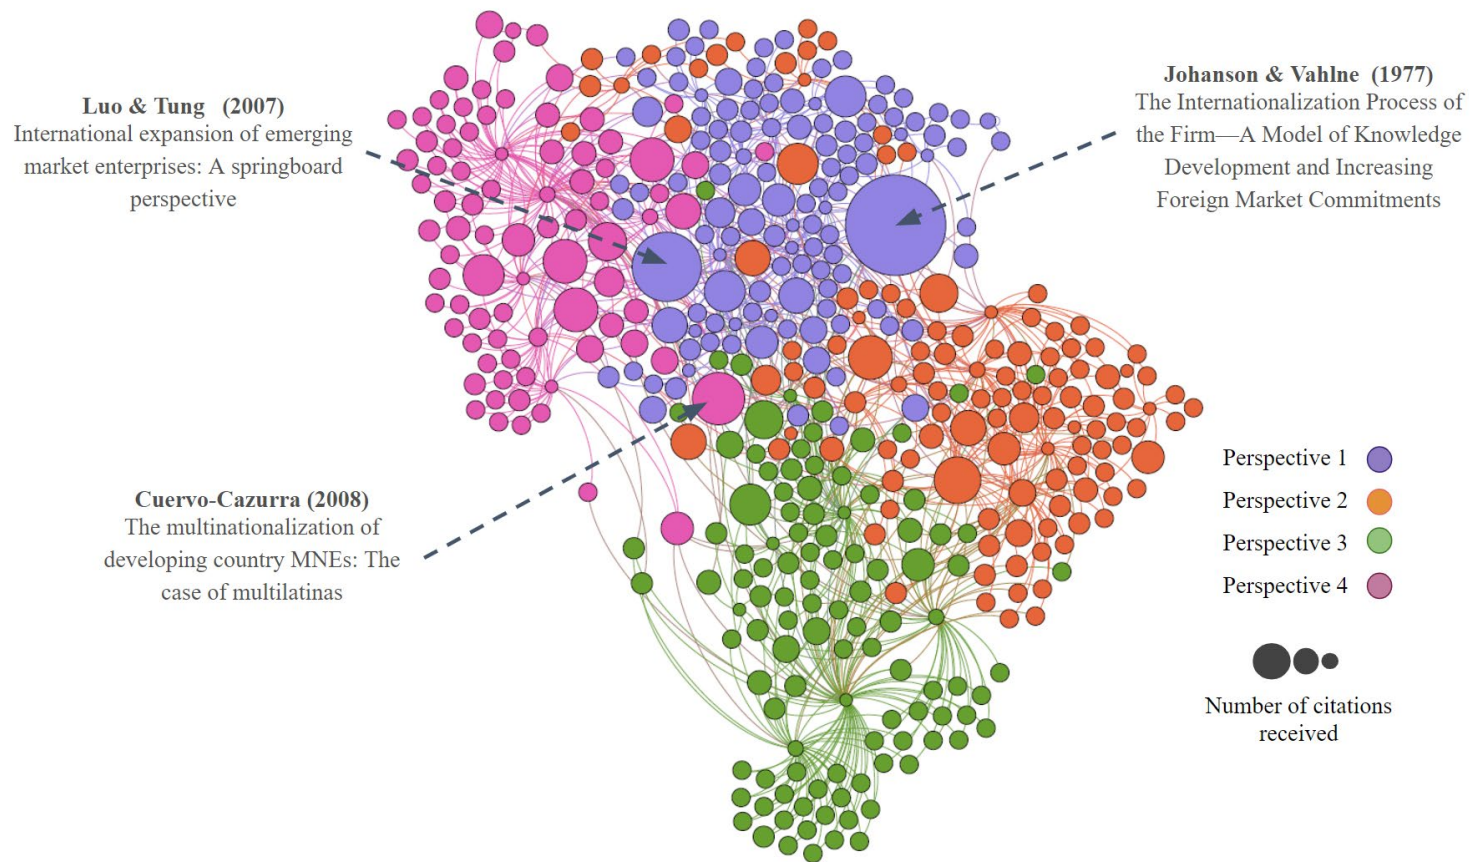 Luo & Tung (2007)
International expansion of emerging
market enterprises: A springboard
perspective
Johanson & Vahlne (1977)
The Internationalization Process of
the Firm—A Model of Knowledge
Development and Increasing
Foreign Market Commitments
Cuervo-Cazurra (2008)
The multinationalization of
developing country MNEs: The
case of multilatinas
Perspective 1
Perspective 2
Perspective 3
Perspective 4
Number of citations
received